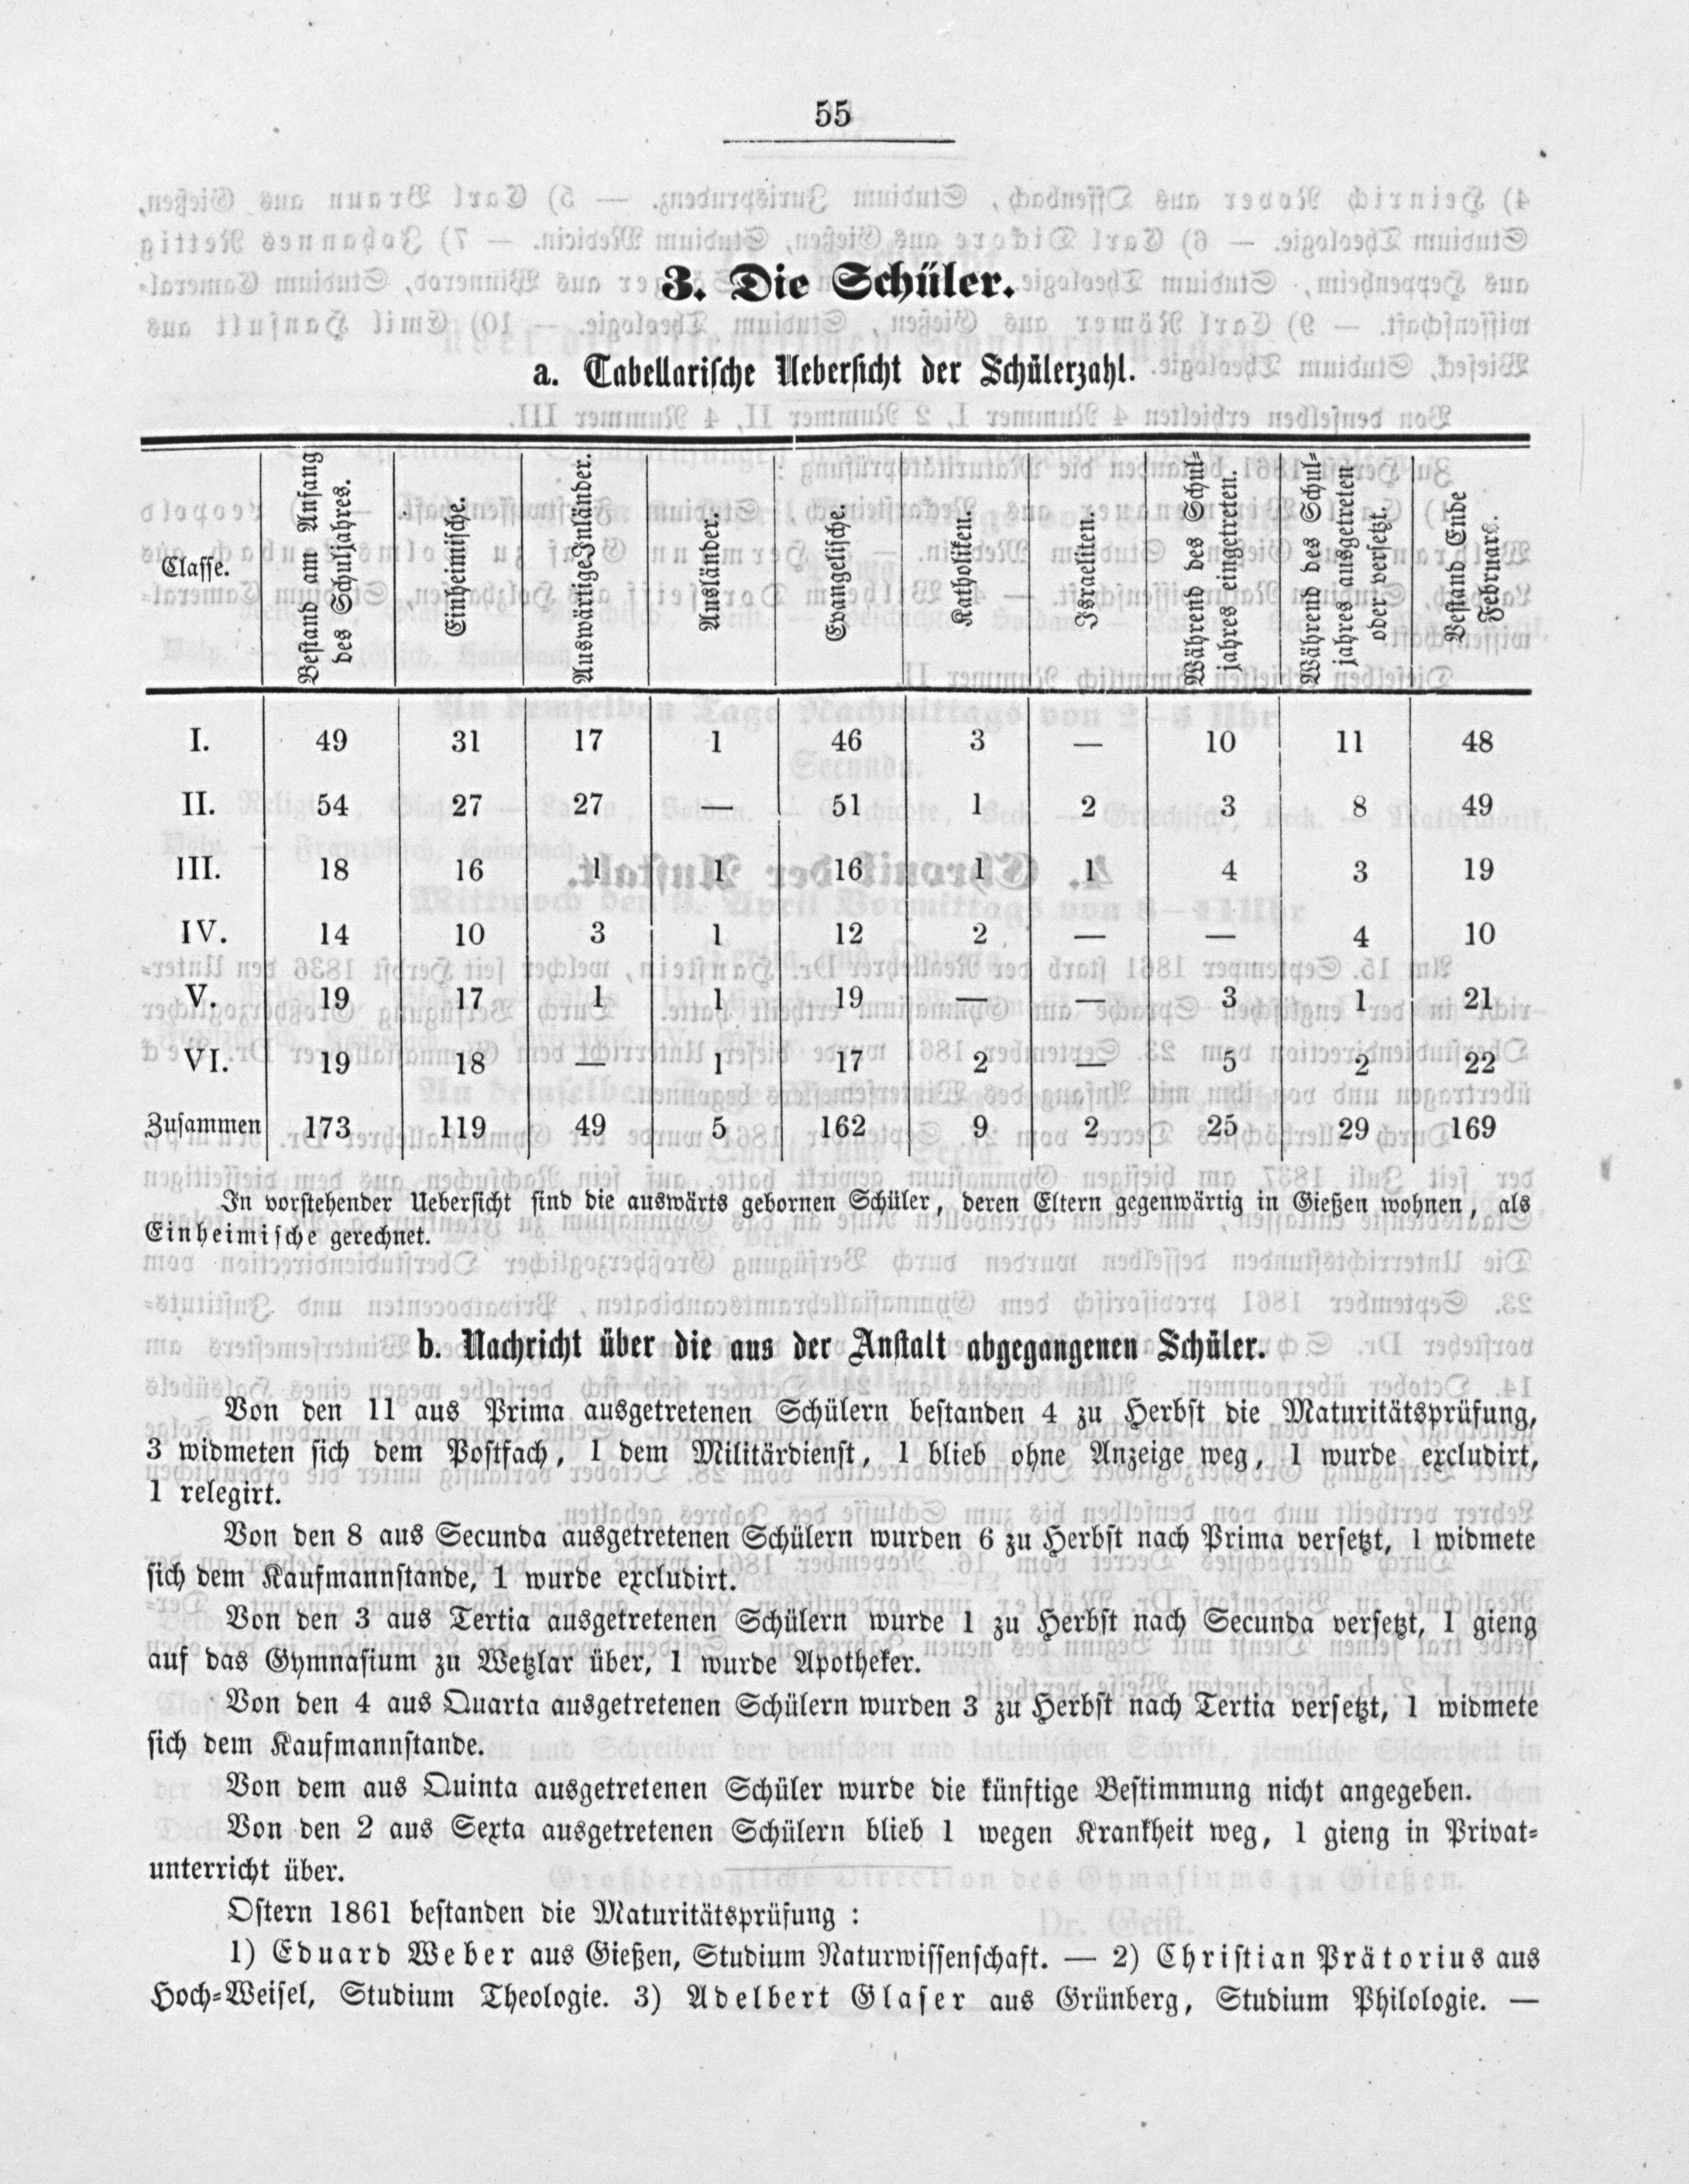 55
3. Die Schüler.
a. Tabellarische Uebersicht der Schülerzahl.
Classe. | Bestand am Anfang des Schuljahres. | Einheimische. | Auswärtige Inländer. | Ausländer. | Evangelische. | Katholiken. | Israeliten. | Während des Schul=jahres eingetreten. | Während des Schul=jahres ausgetreten oder versetzt. | Bestand Ende Februars.
I. 49 31 17 1 46 3 — 10 11 48
II. 54 27 27 — 51 1 2 3 8 49
III. 18 16 1 1 16 1 1 4 3 19
IV. 14 10 3 1 12 2 — — 4 10
V. 19 17 1 1 19 — — 3 1 21
VI. 19 18 — 1 17 2 — 5 2 22
Zusammen 173 119 49 5 162 9 2 25 29 169
In vorstehender Uebersicht sind die auswärts gebornen Schüler, deren Eltern gegenwärtig in Gießen wohnen, als
Einheimische gerechnet.
b. Nachricht über die aus der Anstalt abgegangenen Schüler.
Von den 11 aus Prima ausgetretenen Schülern bestanden 4 zu Herbst die Maturitätsprüfung,
3 widmeten sich dem Postfach, 1 dem Militärdienst, 1 blieb ohne Anzeige weg, 1 wurde excludirt,
1 relegirt.
Von den 8 aus Secunda ausgetretenen Schülern wurden 6 zu Herbst nach Prima versetzt, 1 widmete
sich dem Kaufmannstande, 1 wurde excludirt.
Von den 3 aus Tertia ausgetretenen Schülern wurde 1 zu Herbst nach Secunda versetzt, 1 gieng
auf das Gymnasium zu Wetzlar über, 1 wurde Apotheker.
Von den 4 aus Quarta ausgetretenen Schülern wurden 3 zu Herbst nach Tertia versetzt, 1 widmete
sich dem Kaufmannstande.
Von dem aus Quinta ausgetretenen Schüler wurde die künftige Bestimmung nicht angegeben.
Von den 2 aus Sexta ausgetretenen Schülern blieb 1 wegen Krankheit weg, 1 gieng in Privat=
unterricht über.
Ostern 1861 bestanden die Maturitätsprüfung :
1) Eduard Weber aus Gießen, Studium Naturwissenschaft. — 2) Christian Prätorius aus
Hoch=Weisel, Studium Theologie. 3) Adelbert Glaser aus Grünberg, Studium Philologie. —